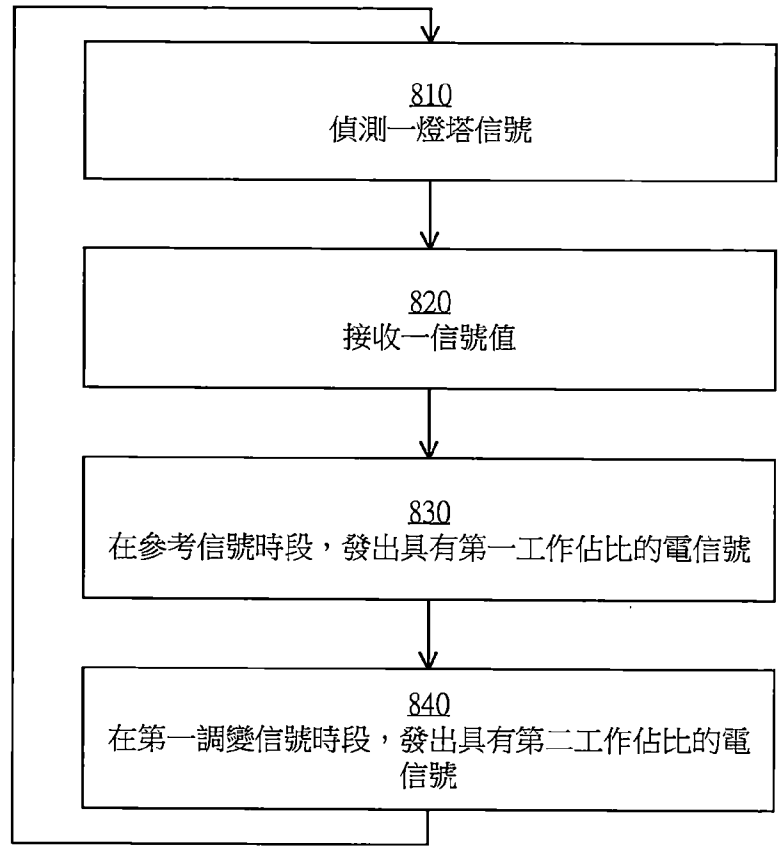 810
偵測一燈塔信號
820
接收一信號值
830
在參考信號時段，發出具有第一工作佔比的電信號
840
在第一調變信號時段，發出具有第二工作佔比的電
信號